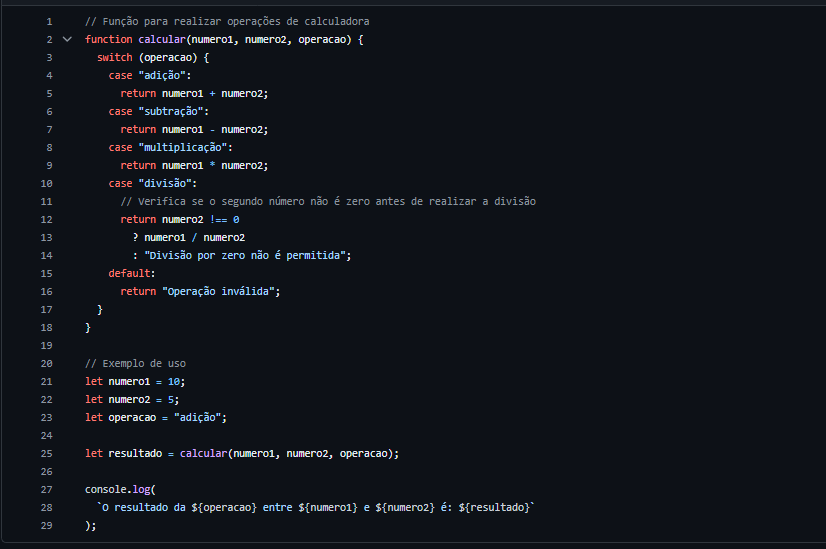 1 // Função para realizar operações de calculadora
2 function calcular(numero1, numero2, operacao) {
3   switch (operacao) {
4     case "adição":
5       return numero1 + numero2;
6     case "subtração":
7       return numero1 - numero2;
8     case "multiplicação":
9       return numero1 * numero2;
10     case "divisão":
11       // Verifica se o segundo número não é zero antes de realizar a divisão
12       return numero2 !== 0
13         ? numero1 / numero2
14         : "Divisão por zero não é permitida";
15     default:
16       return "Operação inválida";
17   }
18 }
19
20 // Exemplo de uso
21 let numero1 = 10;
22 let numero2 = 5;
23 let operacao = "adição";
24
25 let resultado = calcular(numero1, numero2, operacao);
26
27 console.log(
28   `O resultado da ${operacao} entre ${numero1} e ${numero2} é: ${resultado}`
29 );